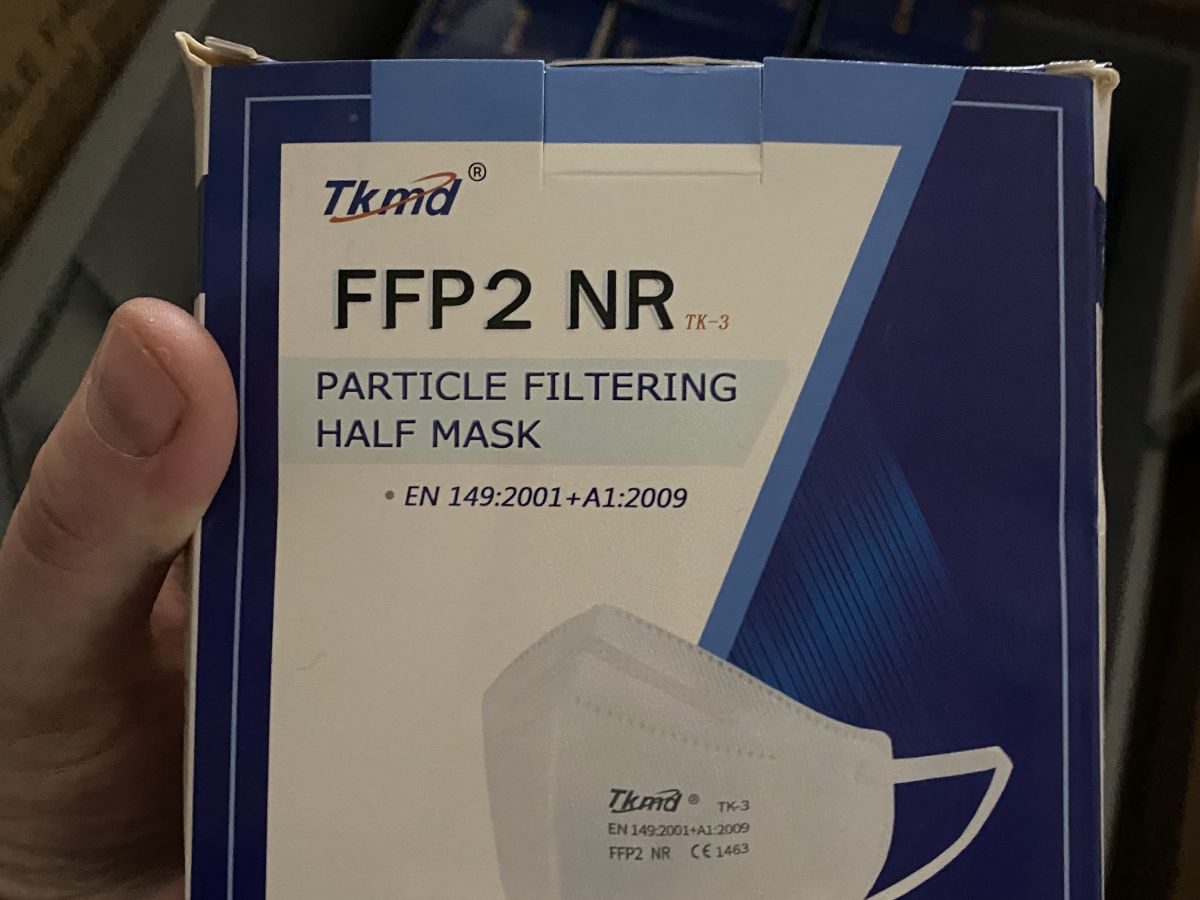 Tkmd®
FFP2 NR TK-3
PARTICLE FILTERING
HALF MASK
• EN 149:2001+A1:2009
Tkmd® TK-3
EN 149:2001+A1:2009
FFP2 NR CE 1463